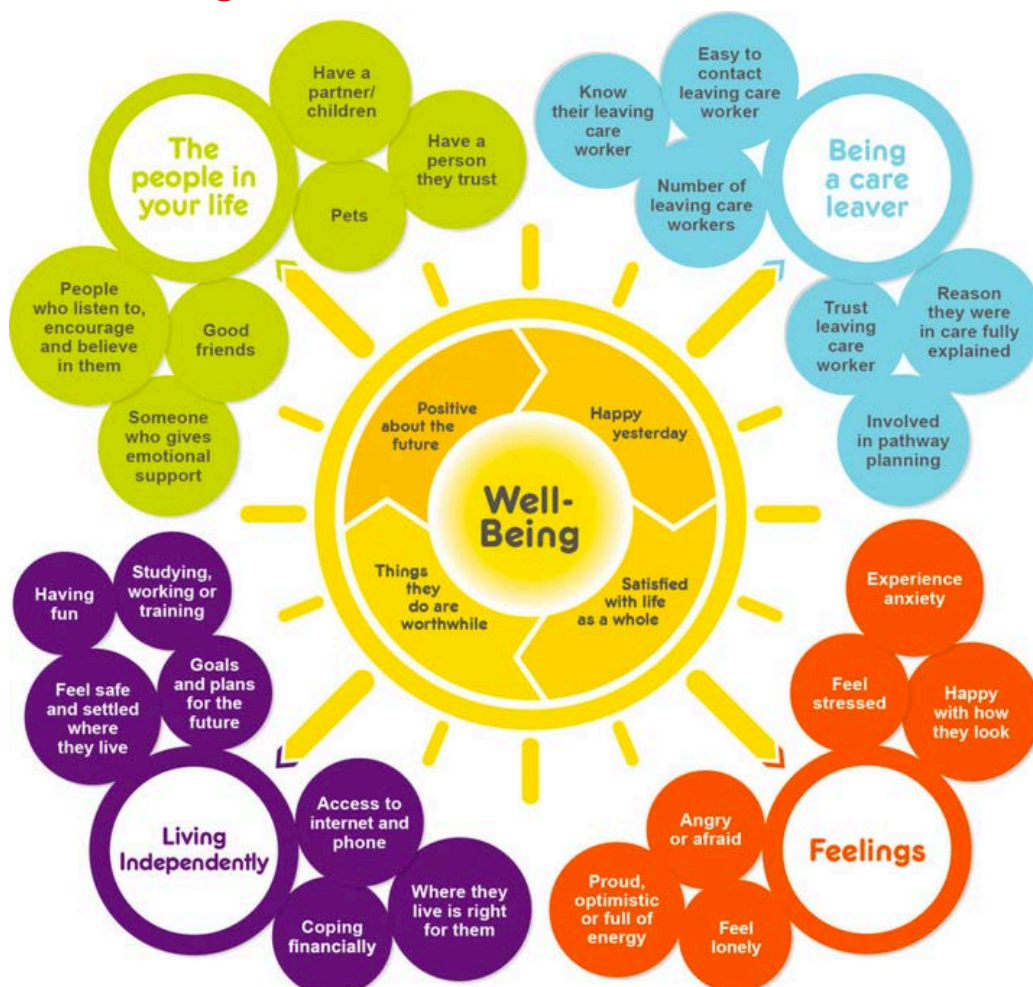 The
people in
your life
Have a
partner/
children
Have a
person
they trust
Pets
People
who listen to,
encourage
and believe
in them
Good
friends
Someone
who gives
emotional
support
Know
their leaving
care
worker
Easy to
contact
leaving care
worker
Number of
leaving care
workers
Being
a care
leaver
Trust
leaving
care
worker
Reason
they were
in care fully
explained
Involved
in pathway
planning
Positive
about the
future
Happy
yesterday
Well-
Being
Things
they
do are
worthwhile
Satisfied
with life
as a whole
Having
fun
Studying,
working or
training
Feel safe
and settled
where
they live
Goals
and plans
for the
future
Living
Independently
Access to
internet and
phone
Coping
financially
Where they
live is right
for them
Experience
anxiety
Feel
stressed
Happy
with how
they look
Feelings
Angry
or afraid
Proud,
optimistic
or full of
energy
Feel
lonely